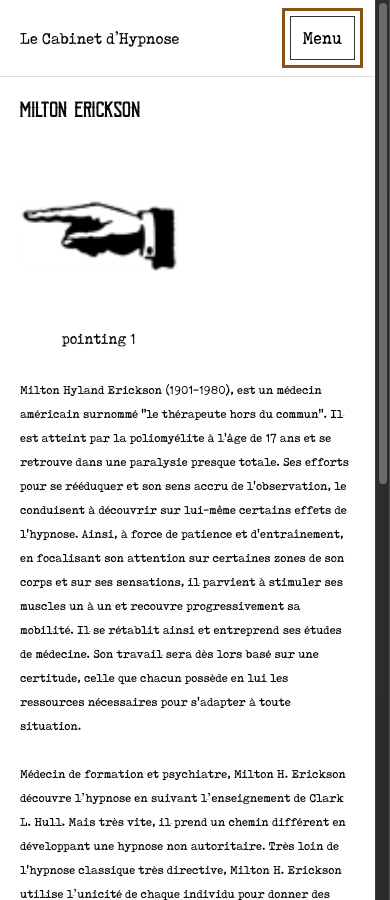 Le Cabinet d’Hypnose
Menu
MILTON ERICKSON
pointing 1
Milton Hyland Erickson (1901-1980), est un médecin
américain surnommé "le thérapeute hors du commun". Il
est atteint par la poliomyélite à l'âge de 17 ans et se
retrouve dans une paralysie presque totale. Ses efforts
pour se rééduquer et son sens accru de l'observation, le
conduisent à découvrir sur lui-même certains effets de
l'hypnose. Ainsi, à force de patience et d'entraînement,
en focalisant son attention sur certaines zones de son
corps et sur ses sensations, il parvient à stimuler ses
muscles un à un et recouvre progressivement sa
mobilité. Il se rétablit ainsi et entreprend ses études
de médecine. Son travail sera dès lors basé sur une
certitude, celle que chacun possède en lui les
ressources nécessaires pour s'adapter à toute
situation.
Médecin de formation et psychiatre, Milton H. Erickson
découvre l’hypnose en suivant l’enseignement de Clark
L. Hull. Mais très vite, il prend un chemin différent en
développant une hypnose non autoritaire. Très loin de
l'hypnose classique très directive, Milton H. Erickson
utilise l’unicité de chaque individu pour donner des